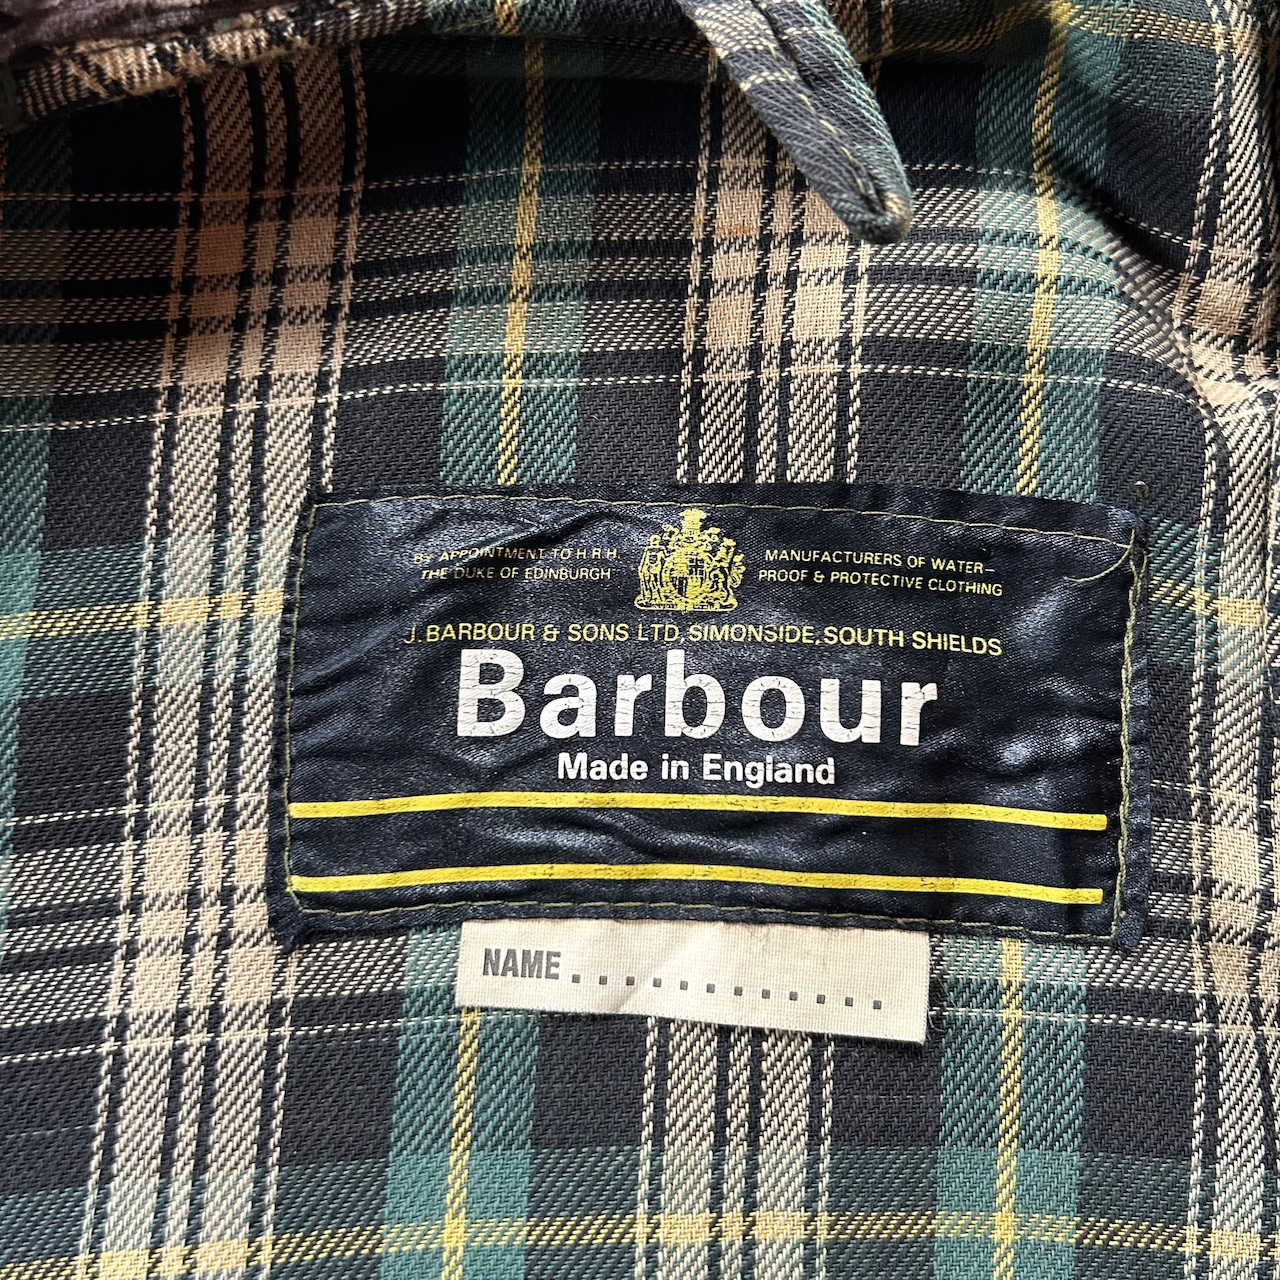 By APPOINTMENT TO H.R.H.
THE DUKE OF EDINBURGH
MANUFACTURERS OF WATER–
PROOF & PROTECTIVE CLOTHING
J. BARBOUR & SONS LTD, SIMONSIDE, SOUTH SHIELDS
Barbour
Made in England
NAME . . . . . . . . . . . .